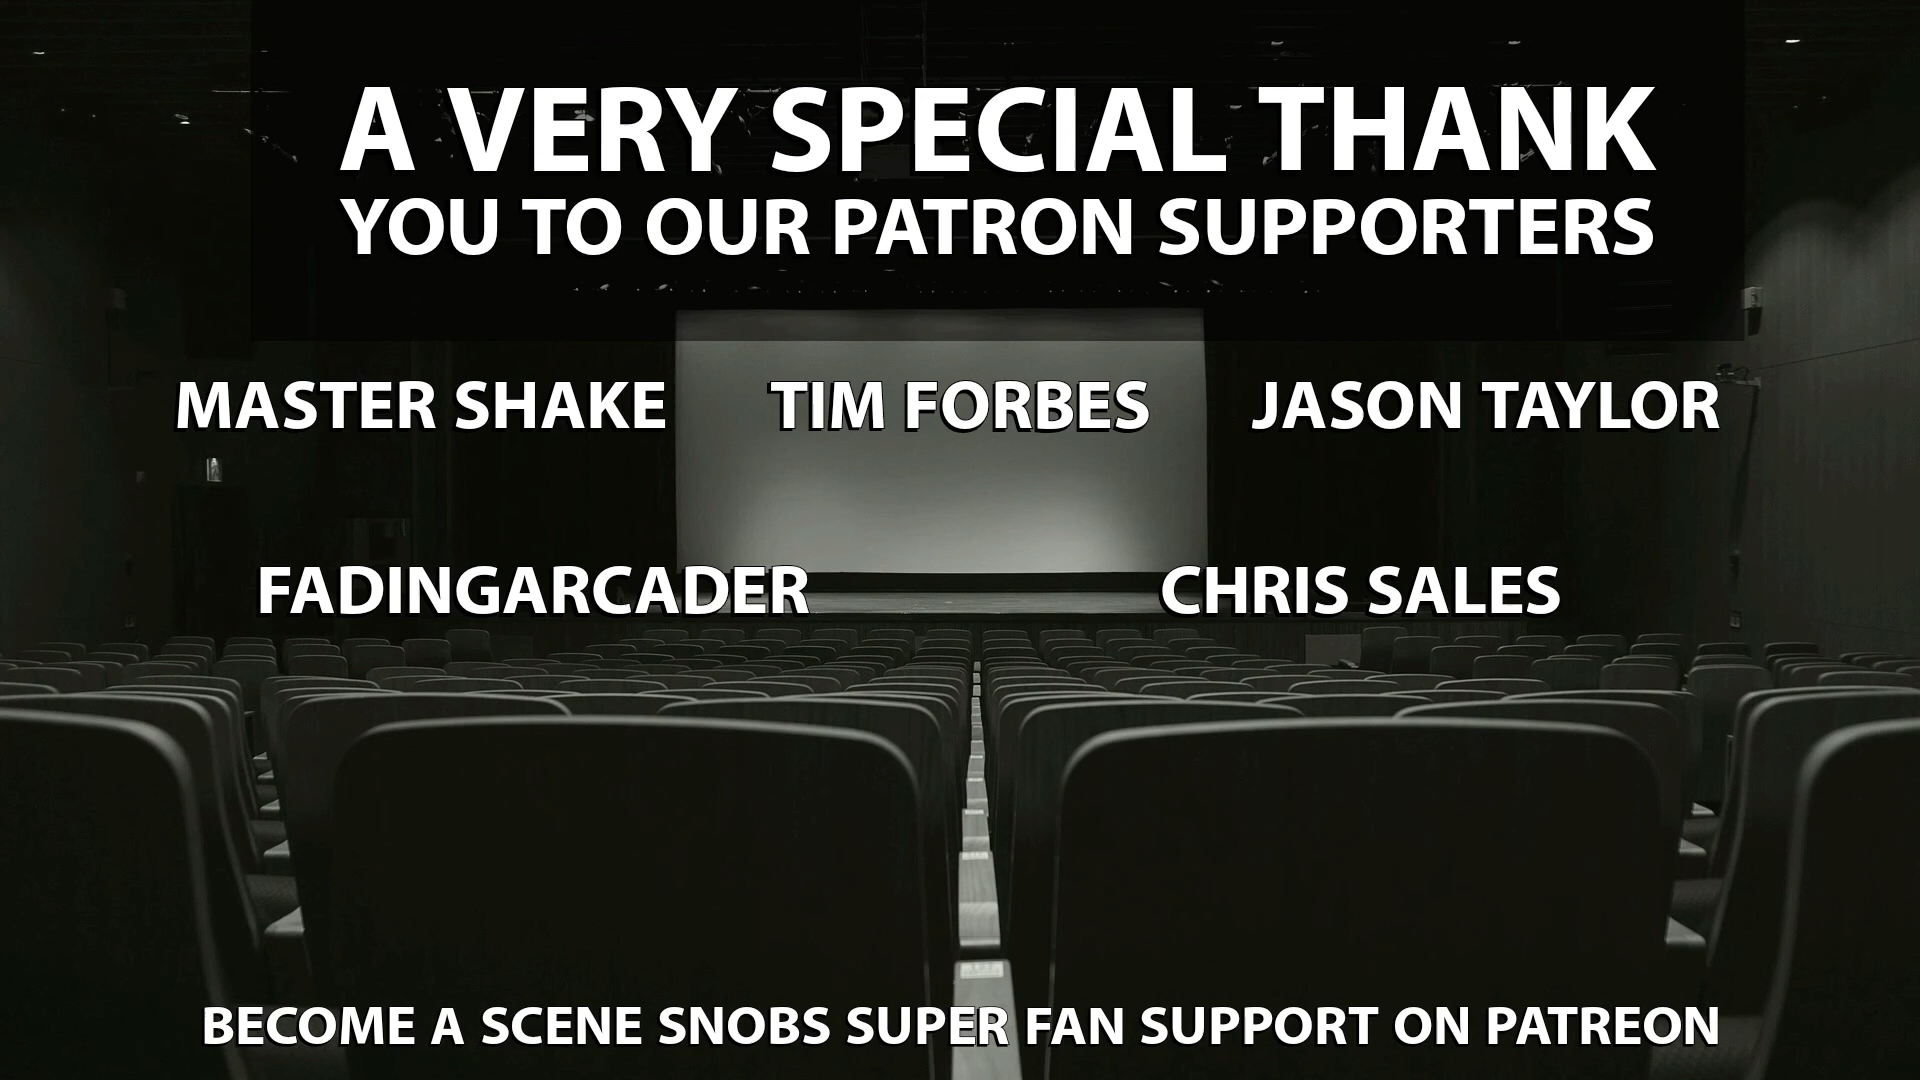 A VERY SPECIAL THANK
YOU TO OUR PATRON SUPPORTERS
MASTER SHAKE TIM FORBES JASON TAYLOR
FADINGARCADER CHRIS SALES
BECOME A SCENE SNOBS SUPER FAN SUPPORT ON PATREON